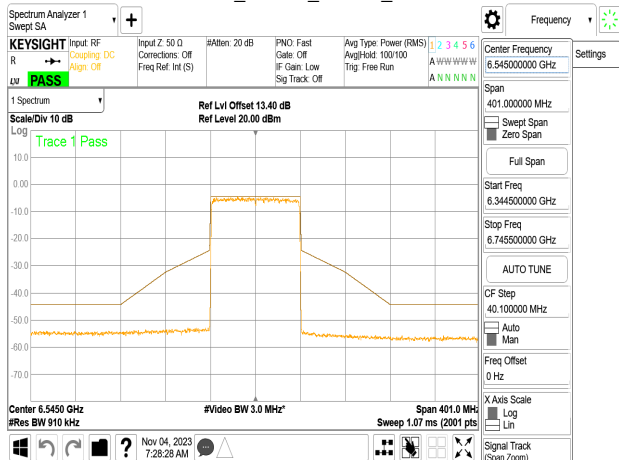 Spectrum Analyzer 1
Swept SA
Frequency
KEYSIGHT
R
LXI
PASS
Input: RF
Coupling: DC
Align: Off
Input Z: 50 Ω
Corrections: Off
Freq Ref: Int (S)
#Atten: 20 dB
PNO: Fast
Gate: Off
IF Gain: Low
Sig Track: Off
Avg Type: Power (RMS)
Avg|Hold: 100/100
Trig: Free Run
1 2 3 4 5 6
A W W W W W
A N N N N N
1 Spectrum
Scale/Div 10 dB
Ref Lvl Offset 13.40 dB
Ref Level 20.00 dBm
Log
Trace 1 Pass
10.0
0.00
-10.0
-20.0
-30.0
-40.0
-50.0
-60.0
-70.0
Center 6.5450 GHz
#Res BW 910 kHz
#Video BW 3.0 MHz*
Span 401.0 MHz
Sweep 1.07 ms (2001 pts
Nov 04, 2023
7:28:28 AM
Center Frequency
6.545000000 GHz
Settings
Span
401.000000 MHz
Swept Span
Zero Span
Full Span
Start Freq
6.344500000 GHz
Stop Freq
6.745500000 GHz
AUTO TUNE
CF Step
40.100000 MHz
Auto
Man
Freq Offset
0 Hz
X Axis Scale
Log
Lin
Signal Track
(Span Zoom)